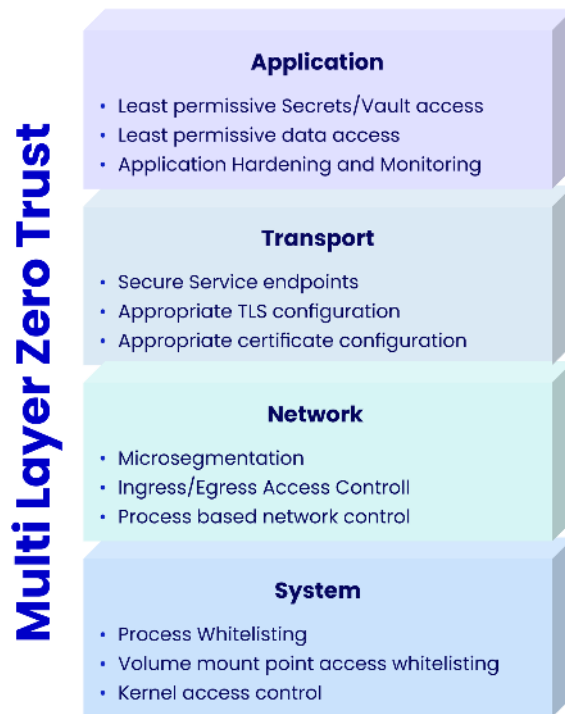 Multi Layer Zero Trust
Application
• Least permissive Secrets/Vault access
• Least permissive data access
• Application Hardening and Monitoring
Transport
• Secure Service endpoints
• Appropriate TLS configuration
• Appropriate certificate configuration
Network
• Microsegmentation
• Ingress/Egress Access Controll
• Process based network control
System
• Process Whitelisting
• Volume mount point access whitelisting
• Kernel access control